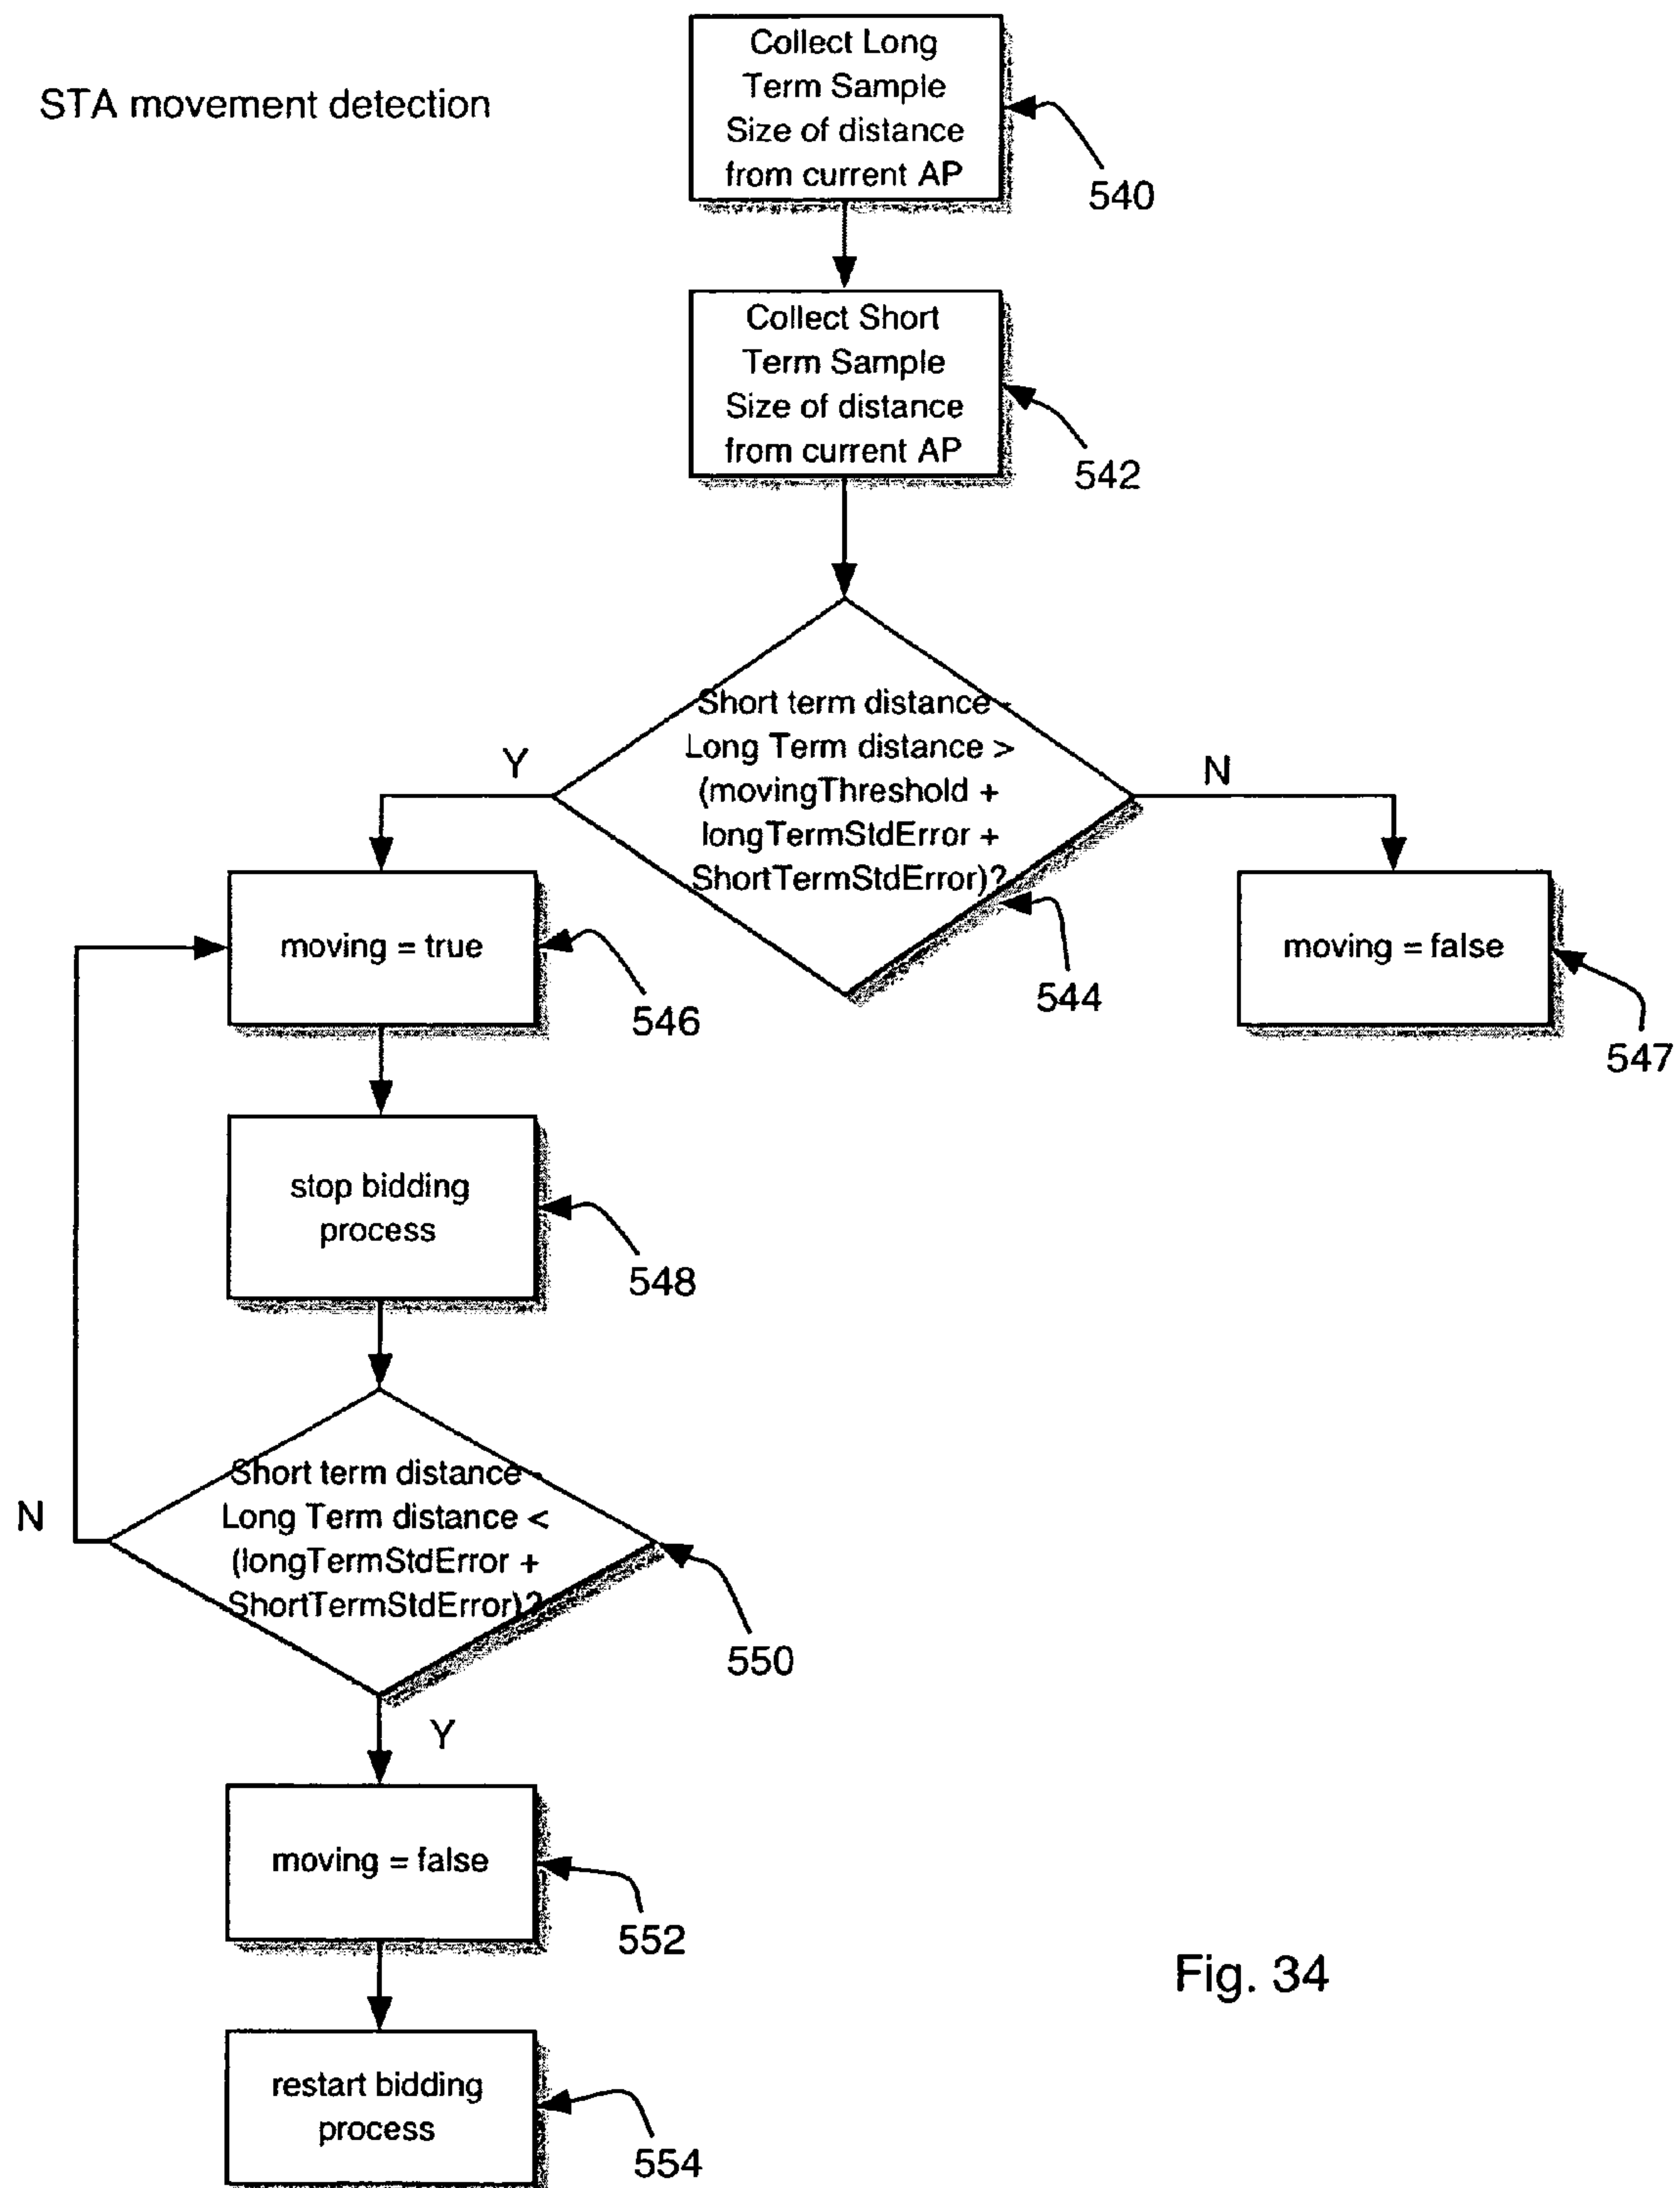 STA movement detection
Collect Long
Term Sample
Size of distance
from current AP
540
Collect Short
Term Sample
Size of distance
from current AP
542
Short term distance -
Long Term distance >
(movingThreshold +
longTermStdError +
ShortTermStdError)?
Y
N
544
moving = true
546
moving = false
547
stop bidding
process
548
Short term distance -
Long Term distance <
(longTermStdError +
ShortTermStdError)?
N
550
Y
moving = false
552
restart bidding
process
554
Fig. 34